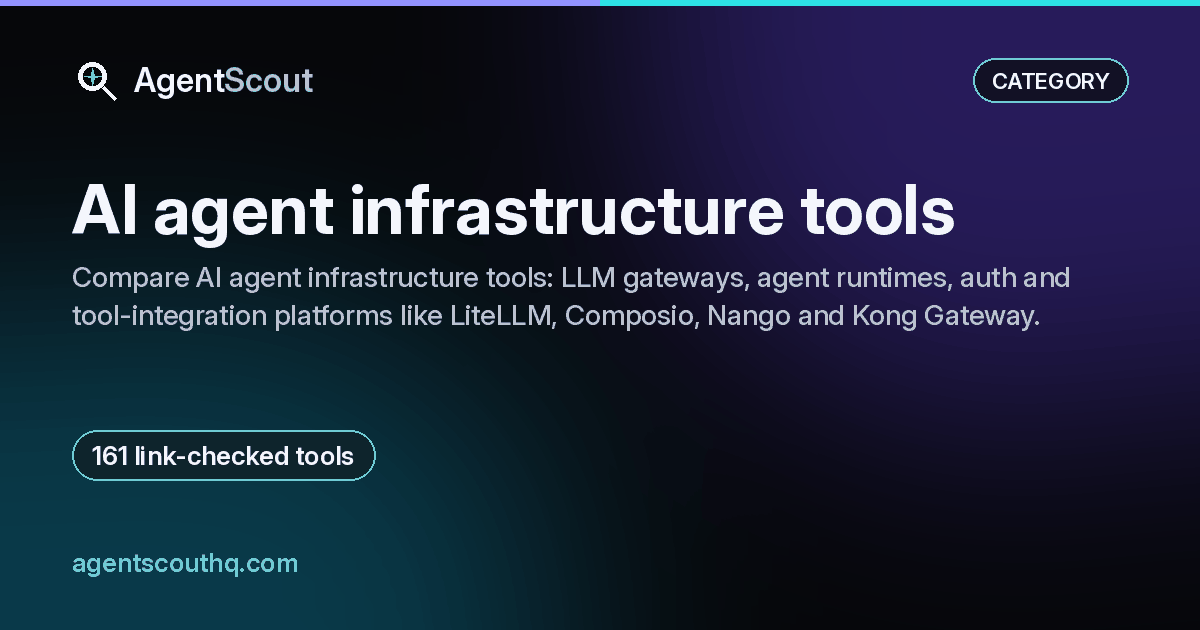 AgentScout
CATEGORY
AI agent infrastructure tools
Compare AI agent infrastructure tools: LLM gateways, agent runtimes, auth and
tool-integration platforms like LiteLLM, Composio, Nango and Kong Gateway.
161 link-checked tools
agentscouthq.com